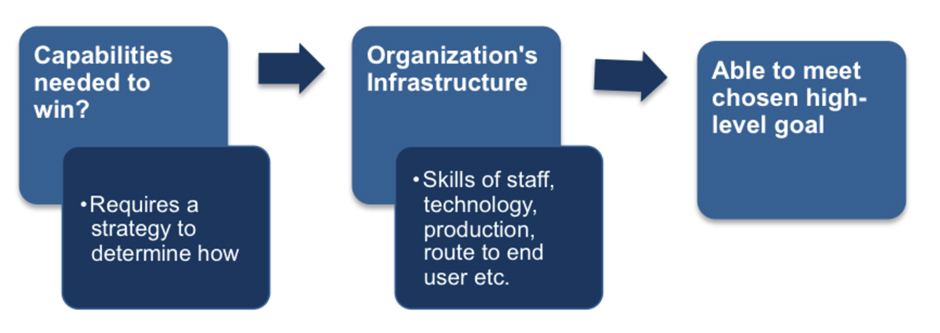 Capabilities
needed to
win?
•Requires a
strategy to
determine how
Organization's
Infrastructure
•Skills of staff,
technology,
production,
route to end
user etc.
Able to meet
chosen high-
level goal